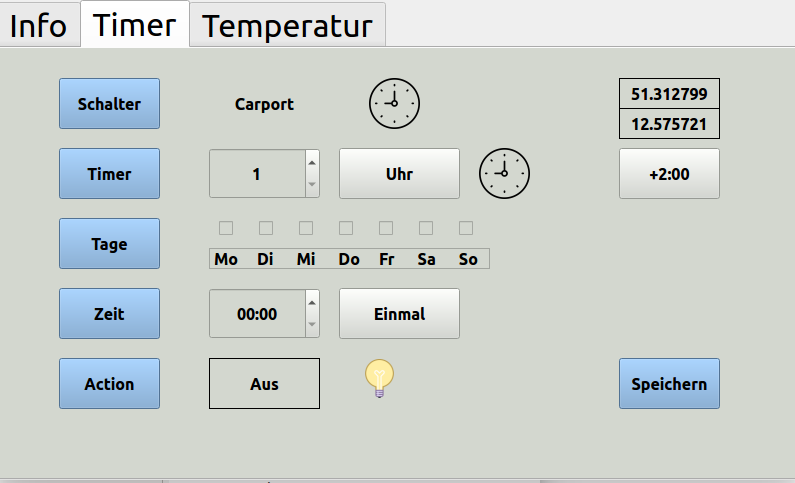 Info Timer Temperatur
Schalter Carport 51.312799
12.575721
Timer 1 Uhr +2:00
Tage
Mo Di Mi Do Fr Sa So
Zeit 00:00 Einmal
Action Aus Speichern